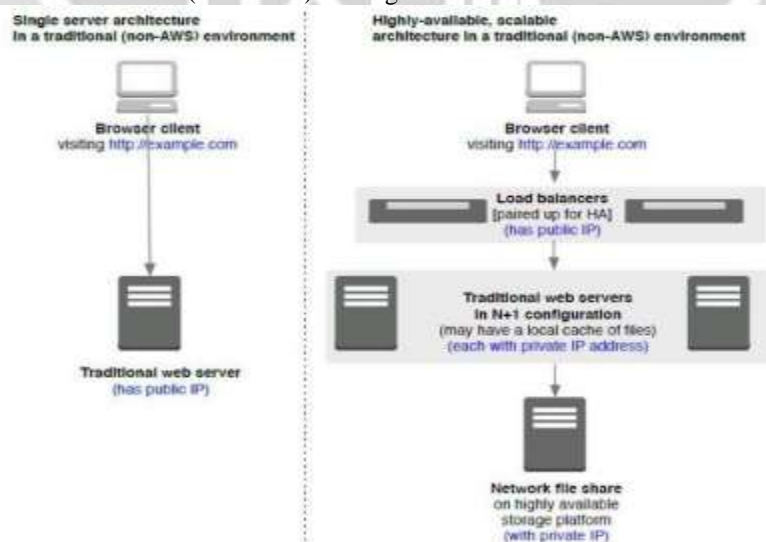 Single server architecture
in a traditional (non-AWS) environment
Browser client
visiting http://example.com
Traditional web server
(has public IP)
Highly-available, scalable
architecture in a traditional (non-AWS) environment
Browser client
visiting http://example.com
Load balancers
[paired up for HA]
(has public IP)
Traditional web servers
in N+1 configuration
(may have a local cache of files)
(each with private IP address)
Network file share
on highly available
storage platform
(with private IP)